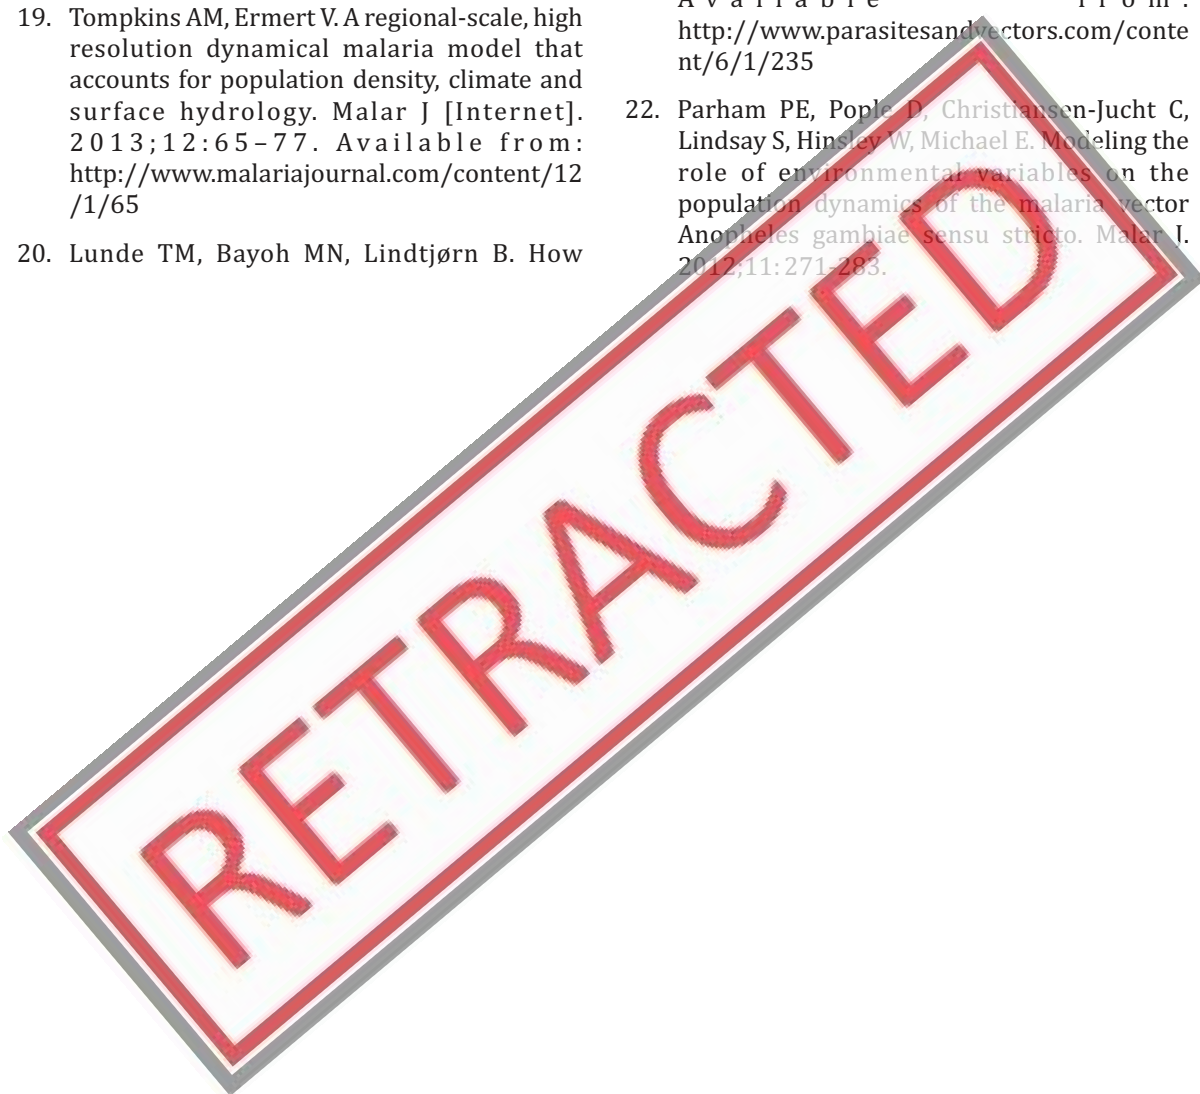 19. Tompkins AM, Ermert V. A regional-scale, high
resolution dynamical malaria model that
accounts for population density, climate and
surface hydrology. Malar J [Internet].
2013;12:65–77. Available from:
http://www.malariajournal.com/content/12
/1/65
20. Lunde TM, Bayoh MN, Lindtjørn B. How
Available from:
http://www.parasitesandvectors.com/conte
nt/6/1/235
22. Parham PE, Pople D, Christiansen-Jucht C,
Lindsay S, Hinsley W, Michael E. Modeling the
role of environmental variables on the
population dynamics of the malaria vector
Anopheles gambiae sensu stricto. Malar J.
2012;11:271-283.
RETRACTED